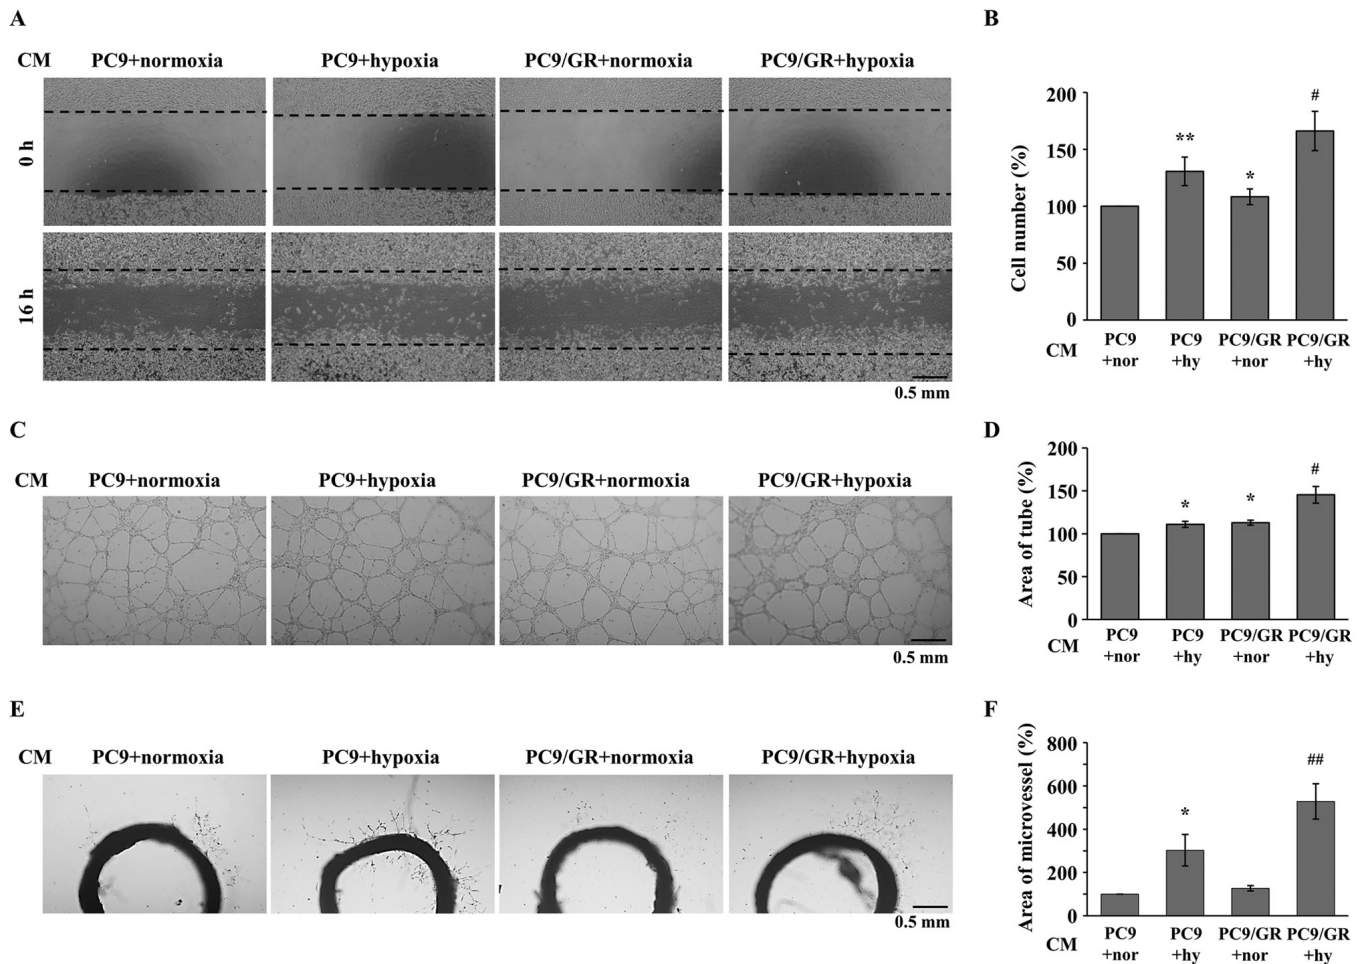 A
CM PC9+normoxia PC9+hypoxia PC9/GR+normoxia PC9/GR+hypoxia
0 h
16 h
0.5 mm
B
Cell number (%)
200
150
100
50
0
** * #
CM PC9 PC9 PC9/GR PC9/GR
+nor +hy +nor +hy
C
CM PC9+normoxia PC9+hypoxia PC9/GR+normoxia PC9/GR+hypoxia
0.5 mm
D
Area of tube (%)
200
150
100
50
0
* * #
CM PC9 PC9 PC9/GR PC9/GR
+nor +hy +nor +hy
E
CM PC9+normoxia PC9+hypoxia PC9/GR+normoxia PC9/GR+hypoxia
0.5 mm
F
Area of microvessel (%)
800
600
400
200
0
* ##
CM PC9 PC9 PC9/GR PC9/GR
+nor +hy +nor +hy